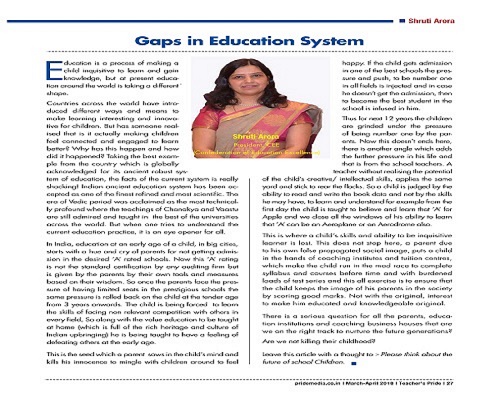 Shruti Arora
Gaps in Education System
Education is a process of making a
child inquisitive to learn and gain
knowledge, but at present educa-
tion around the world is taking a different
shape.
Countries across the world have intro-
duced different ways and means to
make learning interesting and innova-
tive for children. But has someone real-
ised that is it actually making children
feel connected and engaged to learn
better? Why has this happen and how
did it happened? Taking the best exam-
ple from the country which is globally
acknowledged for its ancient robust sys-
tem of education, the facts of the current system is really
shocking! Indian ancient education system has been ac-
cepted as one of the finest refined and most scientific. The
era of Vedic period was acclaimed as the most technical-
ly profound where the teachings of Chanakya and Vaastu
are still admired and taught in the best of the universities
across the world. But when one tries to understand the
current education practice, it is an eye opener for all.
In India, education at an early age of a child, in big cities,
starts with a hue and cry of parents for not getting admis-
sion in the desired 'A' rated schools. Now this 'A' rating
is not the standard certification by any auditing firm but
is given by the parents by their own tools and measures
based on their wisdom. So once the parents face the pres-
sure of having limited seats in the prestigious schools the
same pressure is rolled back on the child at the tender age
from 3 years onwards. The child is being forced to learn
the skills of facing non relevant competition with others in
every field, So along with the value education to be taught
at home (which is full of the rich heritage and culture of
Indian upbringing) he is being taught to have a feeling of
defeating others at the early age.
This is the seed which a parent sows in the child's mind and
kills his innocence to mingle with children around to feel
Shruti Arora
President, CEE
(Confederation of Education Excellence)
happy. If the child gets admission
in one of the best schools the pres-
sure and push, to be number one
in all fields is injected and in case
he doesn't get the admission, then
to become the best student in the
school is infused in him.
Thus for next 12 years the children
are grinded under the pressure
of being number one by the par-
ents. Now this doesn't ends here,
there is another angle which adds
the further pressure in his life and
that is from the school teachers. A
teacher without realising the potential
of the child's creative/ intellectual skills, applies the same
yard and stick to rear the flocks. So a child is judged by the
ability to read and write the book data and not by the skills
he may have, to learn and understand for example from the
first day the child is taught to believe and learn that 'A' for
Apple and we close all the windows of his ability to learn
that 'A' can be an Aeroplane or an Aerodrome also.
This is where child's skills and ability to be inquisitive
learner is lost. This does not stop here, a parent due
to his own false propagated social image, puts a child
in the hands of coaching institutes and tuition centres,
which make the child run in the mad race to complete
syllabus and courses before time and with burdened
loads of test series and this all exercise is to ensure that
the child keeps the image of his parents in the society
by scoring good marks. Not with the original, interest
to make him educated and knowledgeable original.
There is a serious question for all the parents, educa-
tion institutions and coaching business houses that are
we on the right track to nurture the future generations?
Are we not killing their childhood?
Leave this article with a thought to > Please think about the
future of school Children.
pridemedia.co.in I March-April 2018 I Teacher's Pride I 27